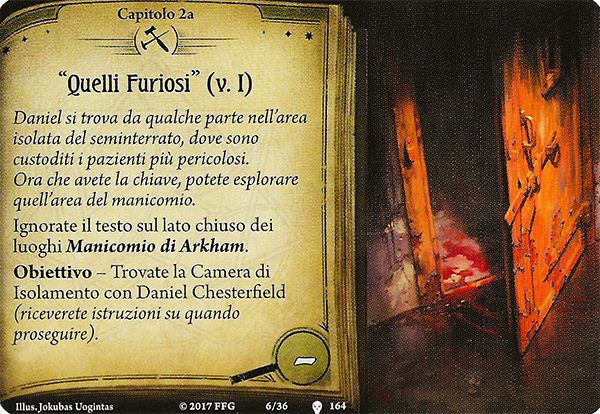 Capitolo 2a
“Quelli Furiosi” (v. I)
Daniel si trova da qualche parte nell’area
isolata del seminterrato, dove sono
custoditi i pazienti più pericolosi.
Ora che avete la chiave, potete esplorare
quell’area del manicomio.
Ignorate il testo sul lato chiuso dei
luoghi Manicomio di Arkham.
Obiettivo – Trovate la Camera di
Isolamento con Daniel Chesterfield
(riceverete istruzioni su quando
proseguire).
–
Illus. Jokubas Uogintas © 2017 FFG 6/36 164